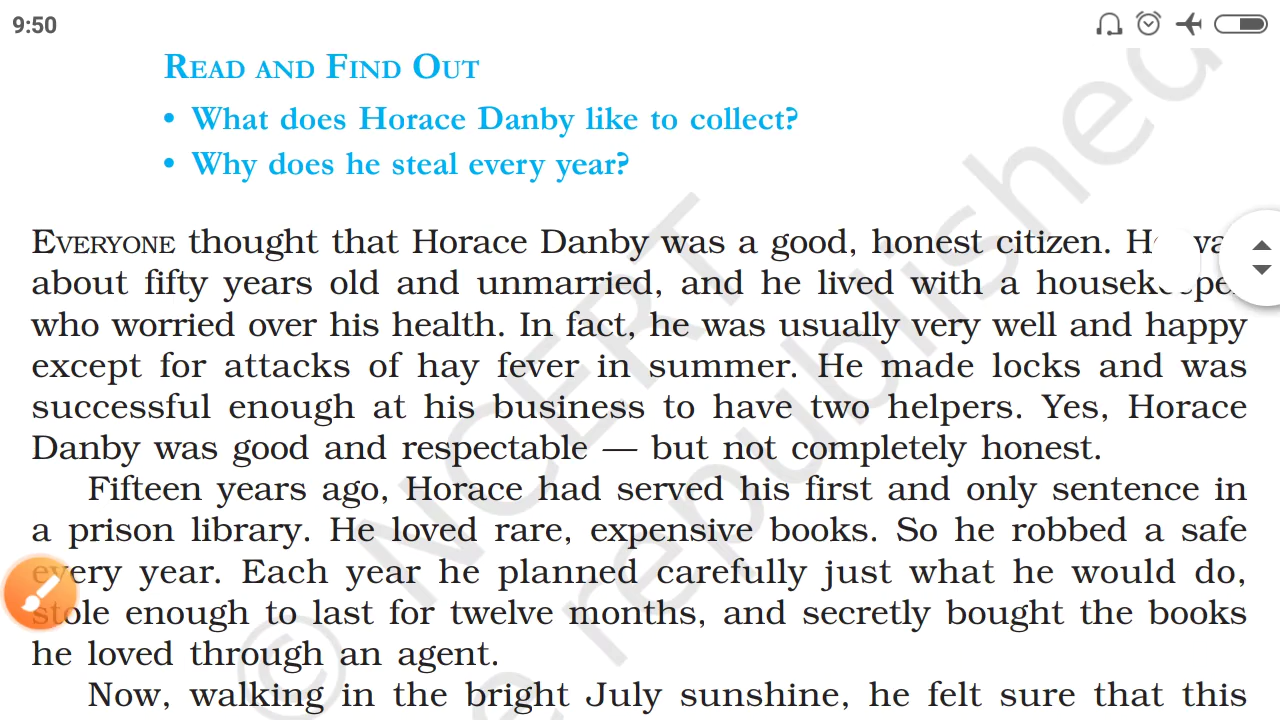 9:50
READ AND FIND OUT
• What does Horace Danby like to collect?
• Why does he steal every year?
EVERYONE thought that Horace Danby was a good, honest citizen.
about fifty years old and unmarried, and he lived with a
who worried over his health. In fact, he was usually very well and happy
except for attacks of hay fever in summer. He made locks and was
successful enough at his business to have two helpers. Yes, Horace
Danby was good and respectable — but not completely honest.
Fifteen years ago, Horace had served his first and only sentence in
a prison library. He loved rare, expensive books. So he robbed a safe
every year. Each year he planned carefully just what he would do,
stole enough to last for twelve months, and secretly bought the books
he loved through an agent.
Now, walking in the bright July sunshine, he felt sure that this
© NCERT
republished